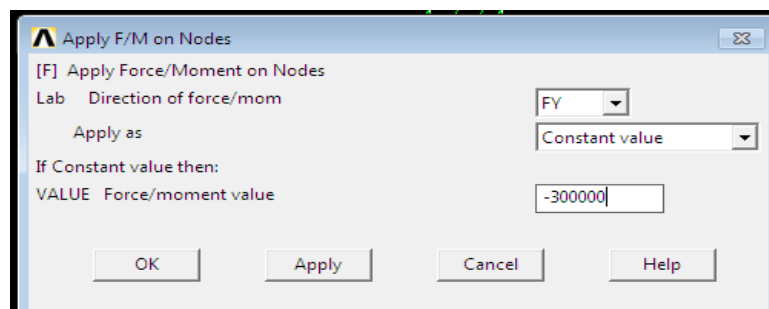 Apply F/M on Nodes
[F] Apply Force/Moment on Nodes
Lab Direction of force/mom FY
Apply as Constant value
If Constant value then:
VALUE Force/moment value -300000
OK Apply Cancel Help